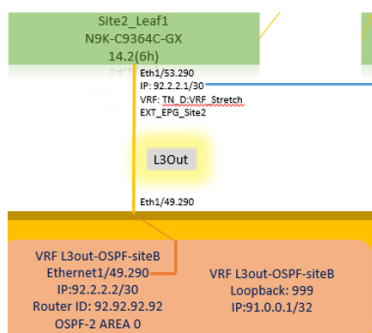 Site2_Leaf1
N9K-C9364C-GX
14.2(6h)
Eth1/53.290
IP: 92.2.2.1/30
VRF: TN_D:VRF_Stretch
EXT_EPG_Site2
L3Out
Eth1/49.290
VRF L3out-OSPF-siteB
Ethernet1/49.290
IP:92.2.2.2/30
Router ID: 92.92.92.92
OSPF-2 AREA 0
VRF L3out-OSPF-siteB
Loopback: 999
IP:91.0.0.1/32